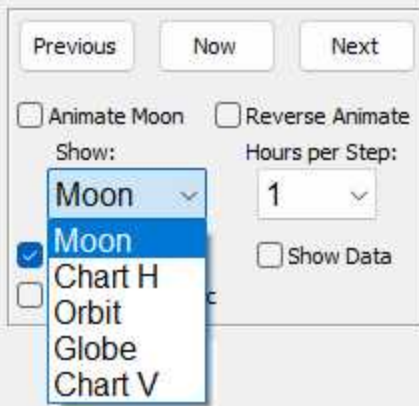 Previous Now Next
Animate Moon Reverse Animate
Show: Hours per Step:
Moon 1
Moon
Show Data
Chart H
c
Orbit
Globe
Chart V